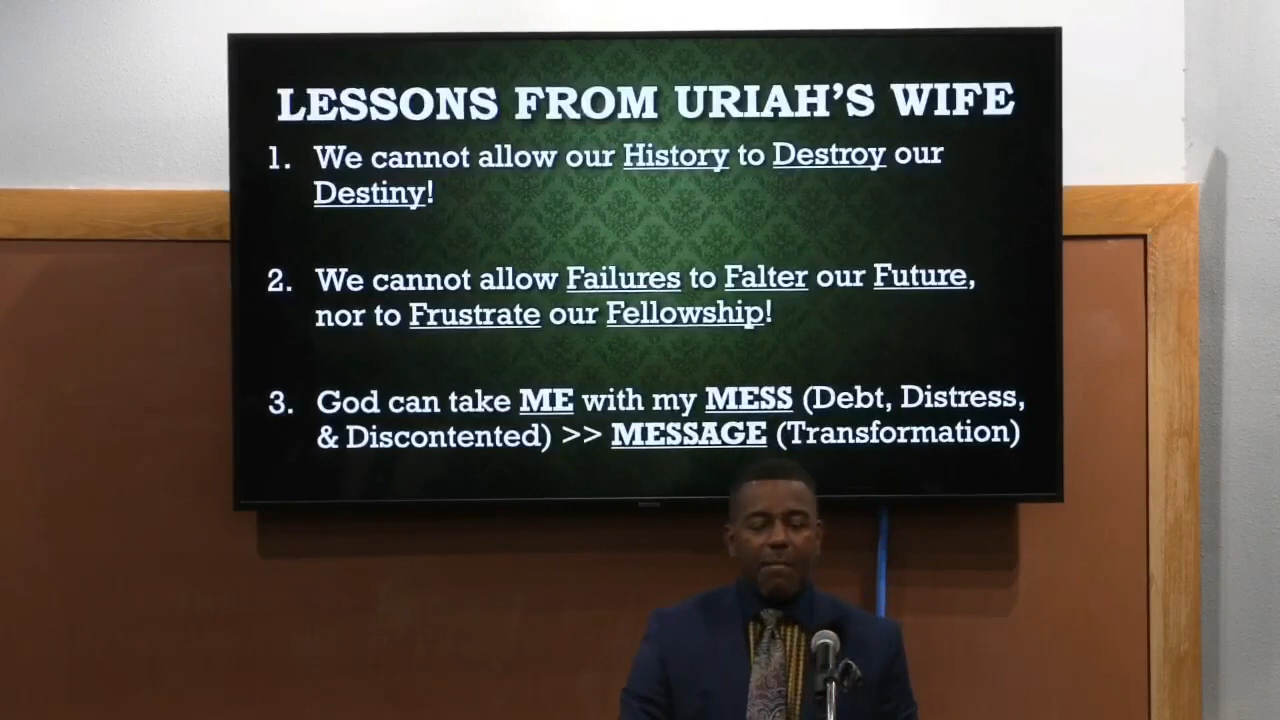 LESSONS FROM URIAH'S WIFE
1. We cannot allow our History to Destroy our
Destiny!
2. We cannot allow Failures to Falter our Future,
nor to Frustrate our Fellowship!
3. God can take ME with my MESS (Debt, Distress,
& Discontented) >> MESSAGE (Transformation)